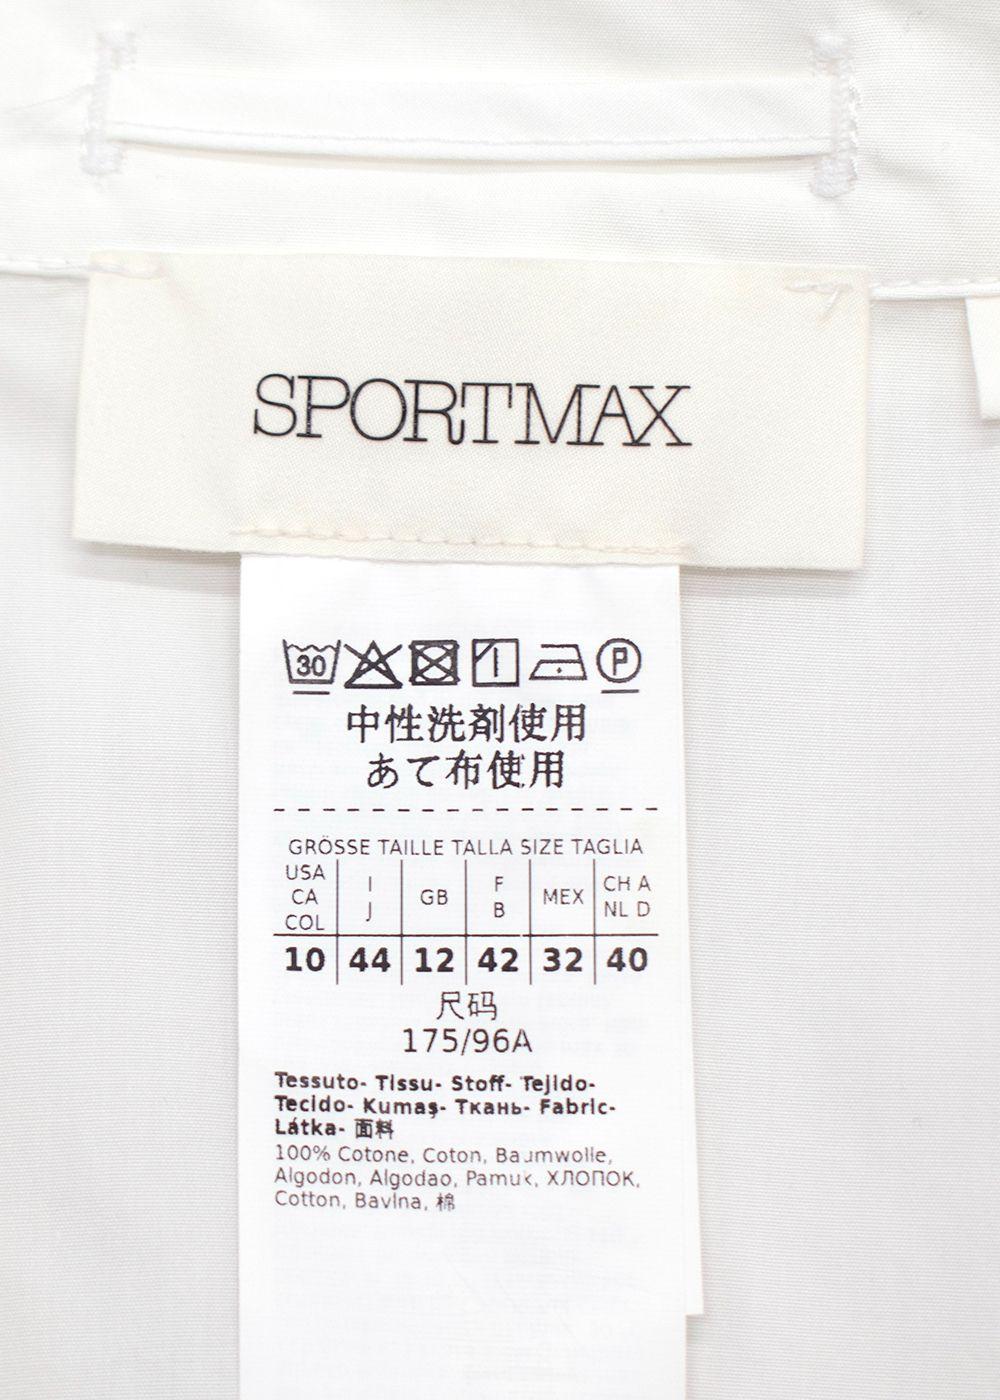 SPORTMAX
30 P
中性洗剤使用
あて布使用
GRÖSSE TAILLE TALLA SIZE TAGLIA
USA CA COL | I J | GB | F B | MEX | CH A NL D
10 | 44 | 12 | 42 | 32 | 40
尺码
175/96A
Tessuto- Tissu- Stoff- Tejido-
Tecido- Kumaş- Ткань- Fabric-
Látka- 面料
100% Cotone, Coton, Baumwolle,
Algodon, Algodao, Pamuk, ХЛОПОК,
Cotton, Bavlna, 棉